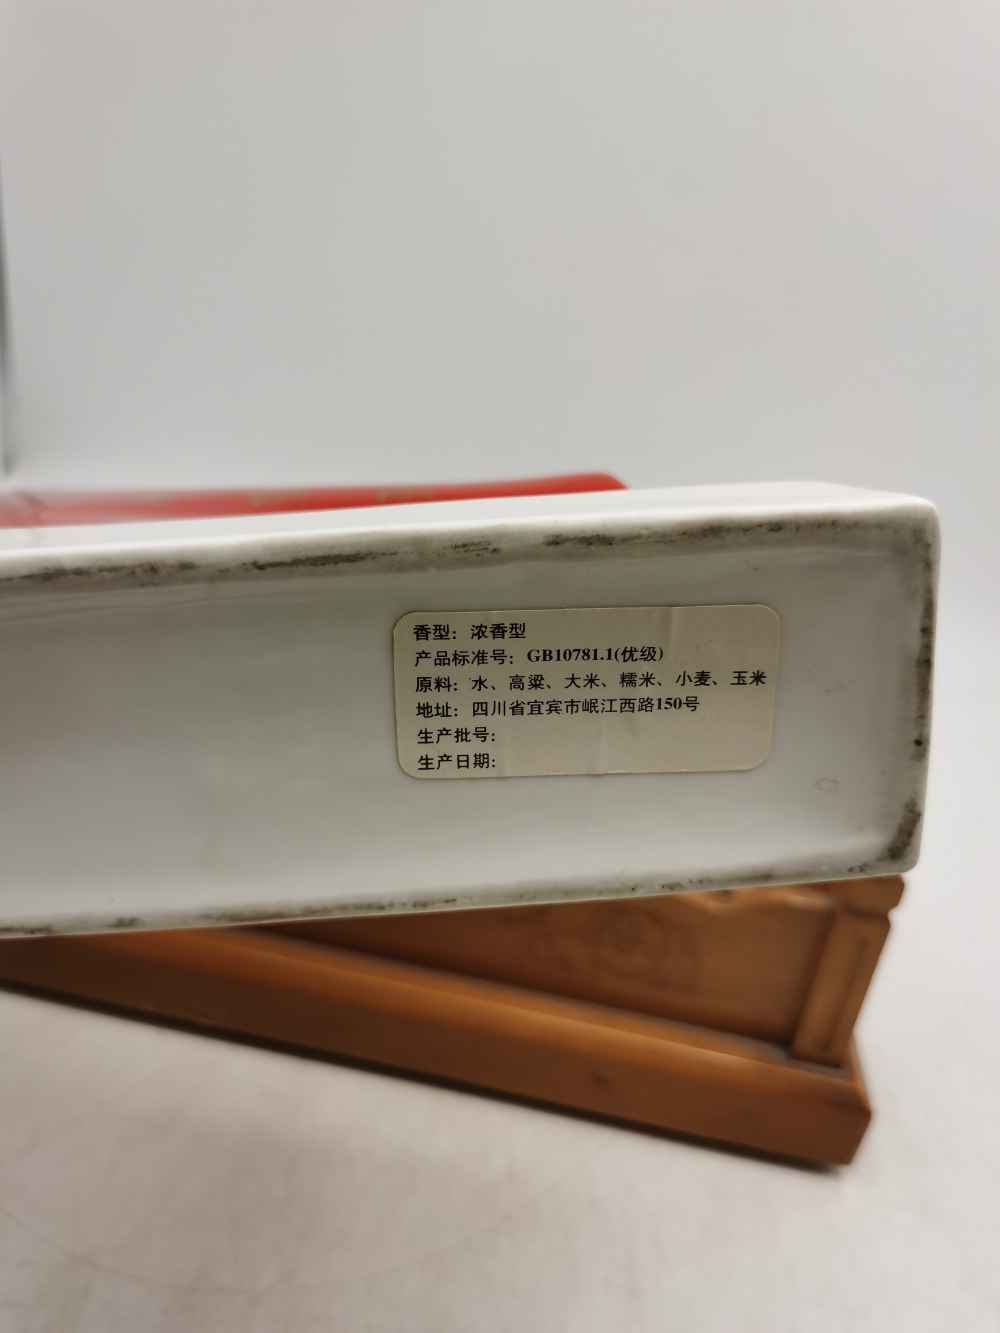 香型：浓香型
产品标准号：GB10781.1(优级)
原料：水、高粱、大米、糯米、小麦、玉米
地址：四川省宜宾市岷江西路150号
生产批号：
生产日期：